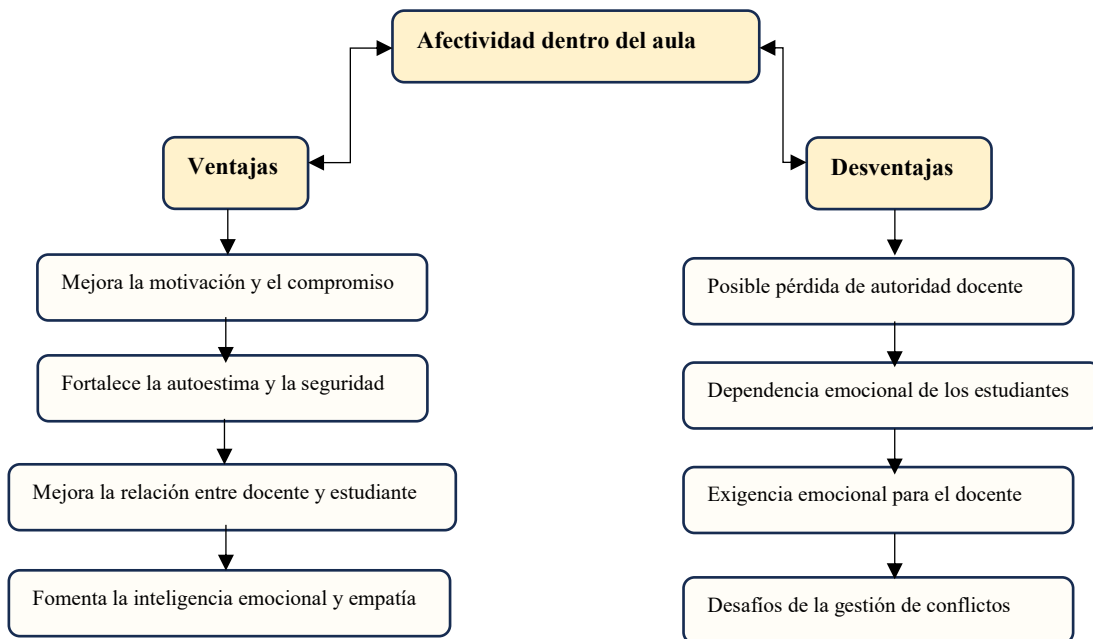 Afectividad dentro del aula
Ventajas
Mejora la motivación y el compromiso
Fortalece la autoestima y la seguridad
Mejora la relación entre docente y estudiante
Fomenta la inteligencia emocional y empatía
Desventajas
Posible pérdida de autoridad docente
Dependencia emocional de los estudiantes
Exigencia emocional para el docente
Desafíos de la gestión de conflictos